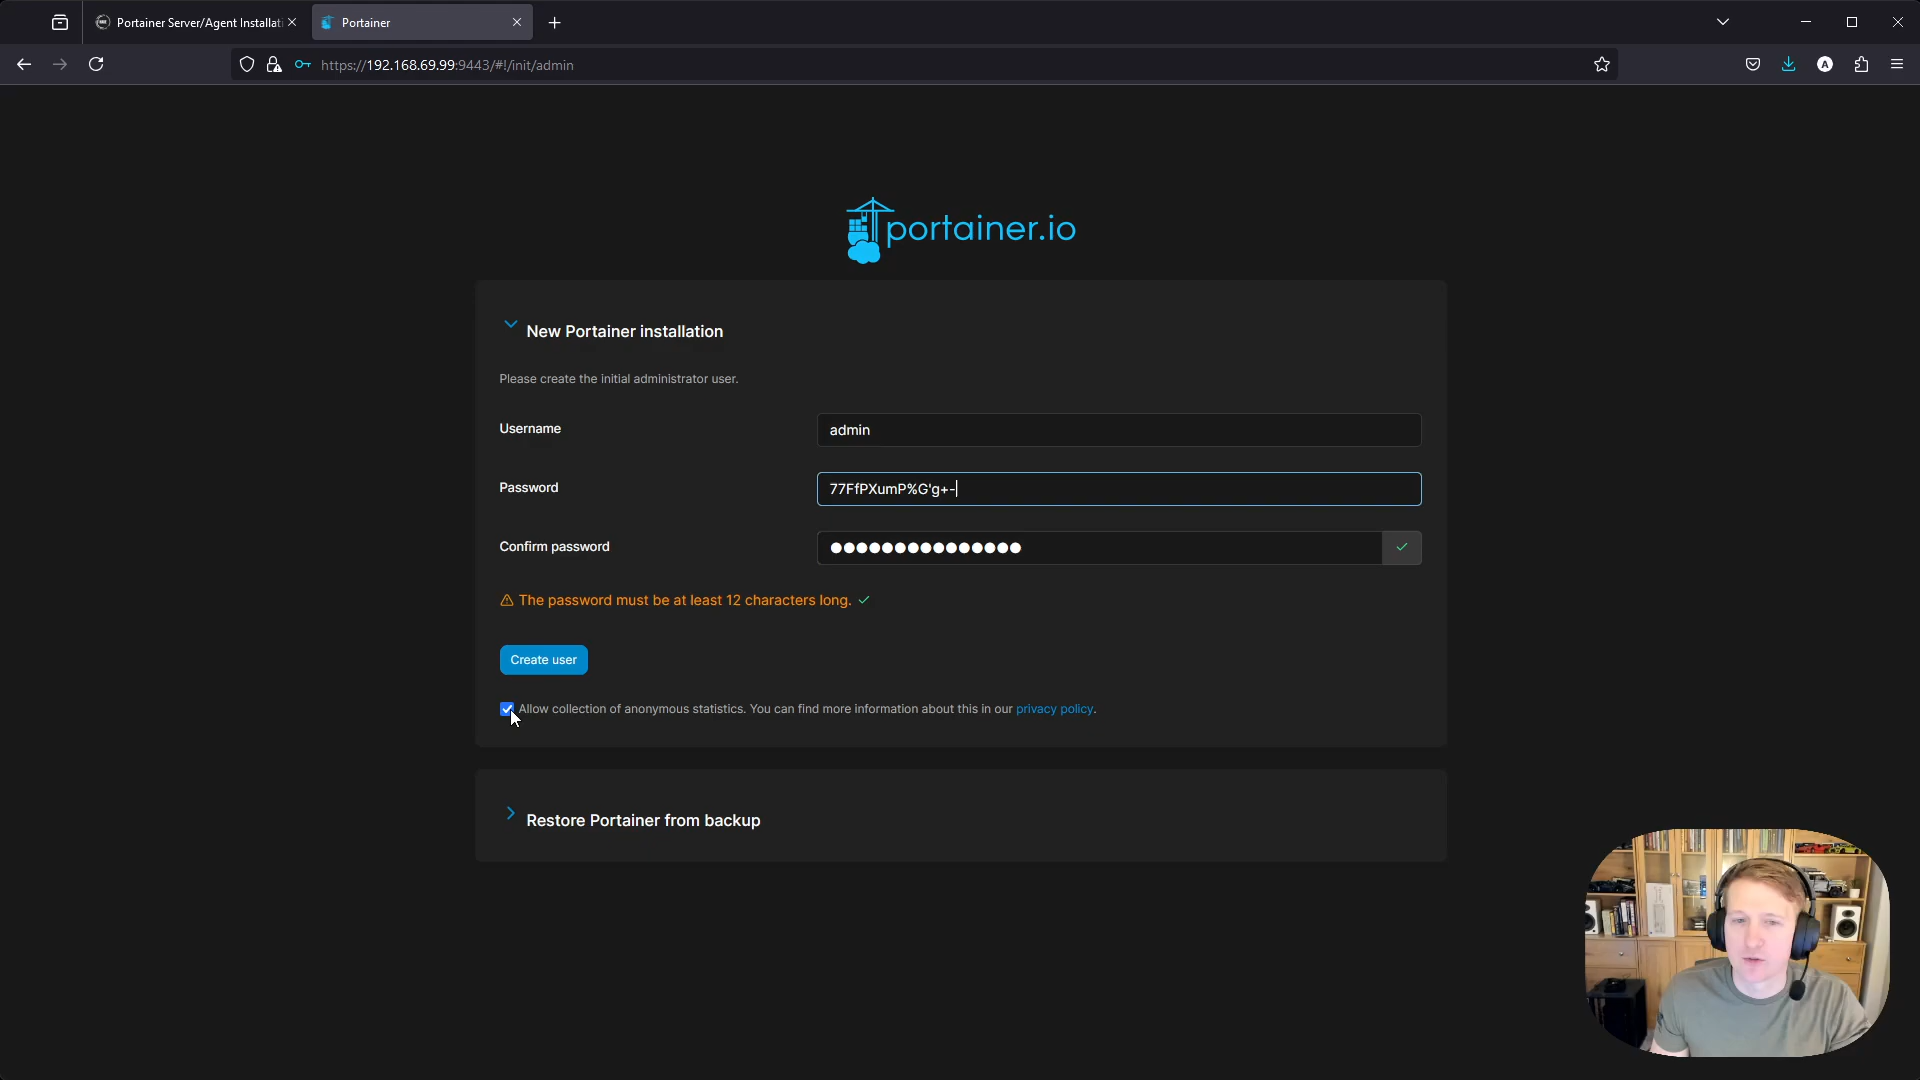 Portainer Server/Agent Installati
Portainer
A
https://192.168.69.99:9443/#!/init/admin
portainer.io
New Portainer installation
Please create the initial administrator user.
Username
admin
Password
77FfPXumP%G'g+-
Confirm password
The password must be at least 12 characters long.
Create user
Allow collection of anonymous statistics. You can find more information about this in our privacy policy.
Restore Portainer from backup